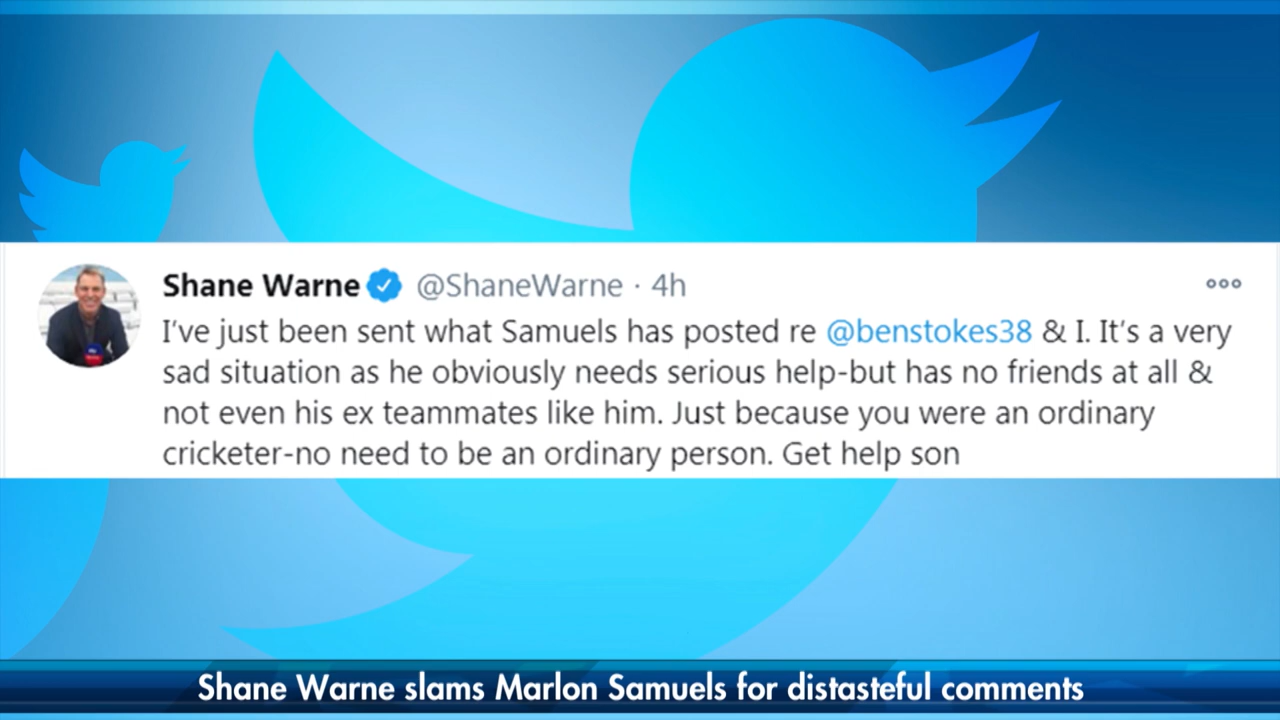 Shane Warne @ShaneWarne · 4h
I've just been sent what Samuels has posted re @benstokes38 & I. It's a very
sad situation as he obviously needs serious help-but has no friends at all &
not even his ex teammates like him. Just because you were an ordinary
cricketer-no need to be an ordinary person. Get help son
Shane Warne slams Marlon Samuels for distasteful comments